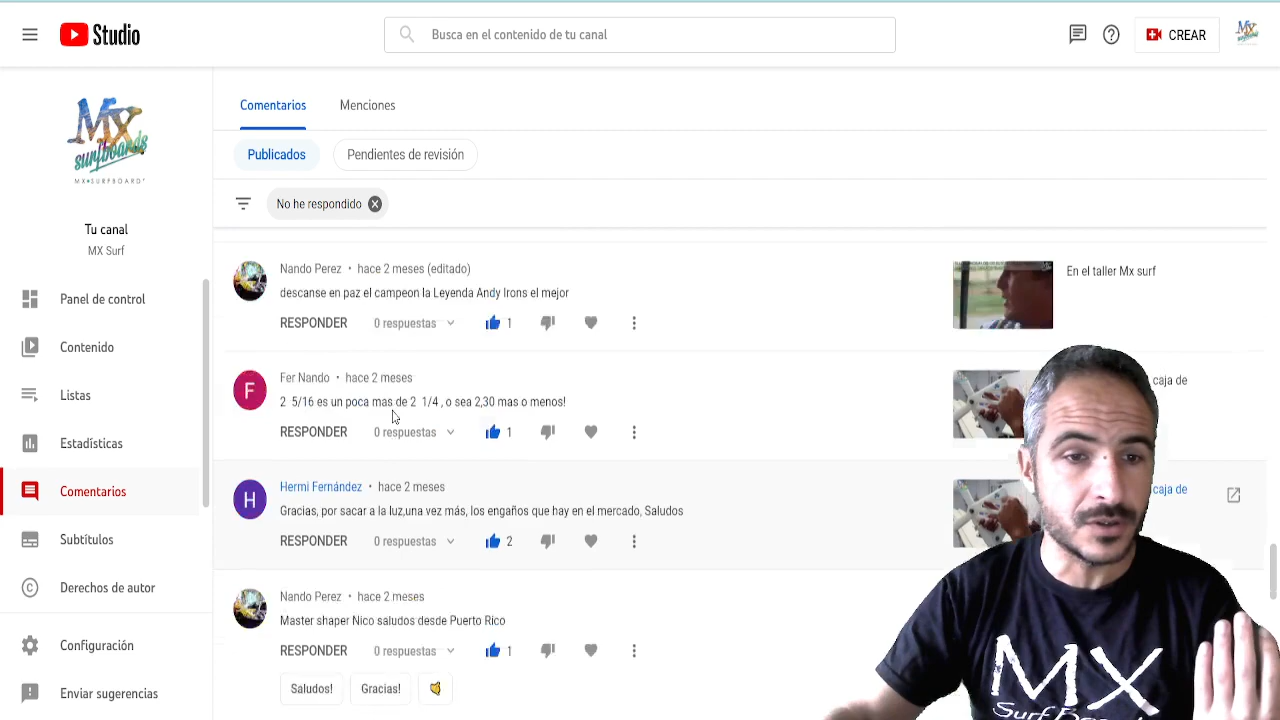 Studio
Busca en el contenido de tu canal
CREAR
Mx
surfboards
MX★SURFBOARD*
Tu canal
MX Surf
Panel de control
Contenido
Listas
Estadísticas
Comentarios
Subtítulos
Derechos de autor
Configuración
Enviar sugerencias
Comentarios
Menciones
Publicados
Pendientes de revisión
No he respondido
Nando Perez • hace 2 meses (editado)
descanse en paz el campeon la Leyenda Andy Irons el mejor
RESPONDER 0 respuestas 1
En el taller Mx surf
Fer Nando • hace 2 meses
2 5/16 es un poca mas de 2 1/4 , o sea 2,30 mas o menos!
RESPONDER 0 respuestas 1
caja de
Hermi Fernández • hace 2 meses
Gracias, por sacar a la luz,una vez más, los engaños que hay en el mercado, Saludos
RESPONDER 0 respuestas 2
caja de
Nando Perez • hace 2 meses
Master shaper Nico saludos desde Puerto Rico
RESPONDER 0 respuestas 1
Saludos! Gracias!
MX